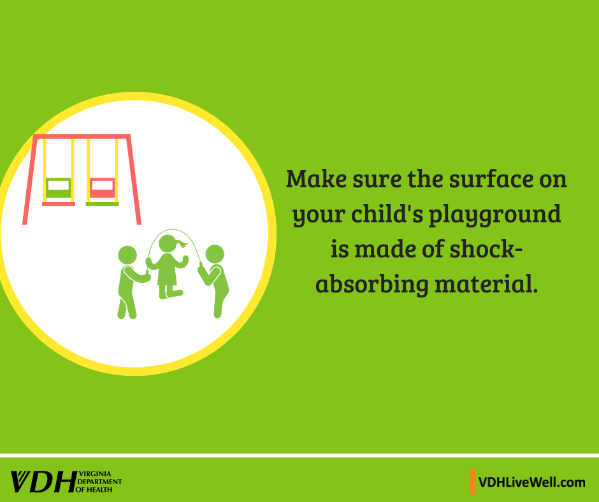 Make sure the surface on
your child's playground
is made of shock-
absorbing material.
VDH VIRGINIA
DEPARTMENT
OF HEALTH
VDHLiveWell.com